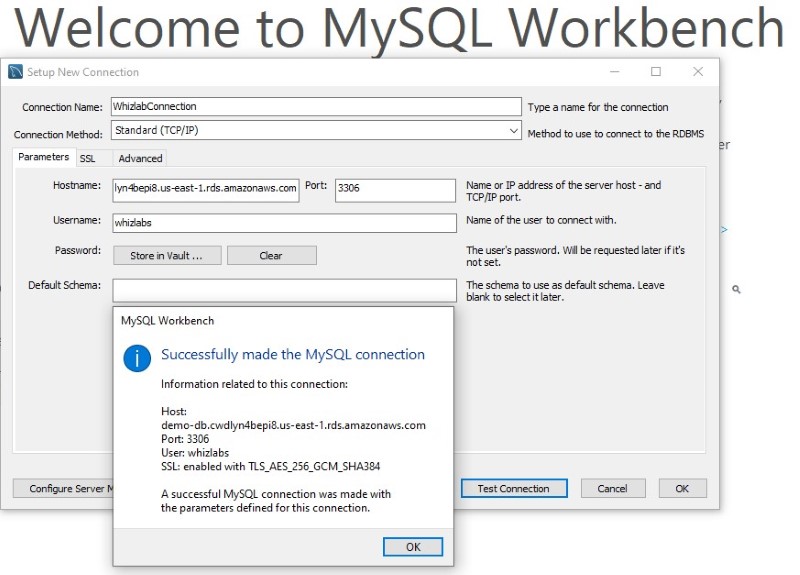 Welcome to MySQL Workbench
Setup New Connection
Connection Name: WhizlabConnection Type a name for the connection
Connection Method: Standard (TCP/IP) Method to use to connect to the RDBMS
Parameters SSL Advanced
Hostname: lyn4bepi8.us-east-1.rds.amazonaws.com Port: 3306 Name or IP address of the server host - and
TCP/IP port.
Username: whizlabs Name of the user to connect with.
Password: Store in Vault ... Clear The user's password. Will be requested later if it's
not set.
Default Schema: The schema to use as default schema. Leave
blank to select it later.
MySQL Workbench
Successfully made the MySQL connection
Information related to this connection:
Host:
demo-db.cwdlyn4bepi8.us-east-1.rds.amazonaws.com
Port: 3306
User: whizlabs
SSL: enabled with TLS_AES_256_GCM_SHA384
A successful MySQL connection was made with
the parameters defined for this connection.
OK
Configure Server M Test Connection Cancel OK
er
>